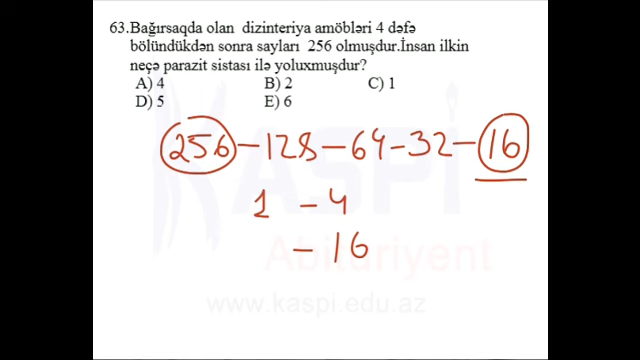 63.Bağırsaqda olan dizinteriya amöbləri 4 dəfə
bölündükdən sonra sayları 256 olmuşdur.İnsan ilkin
neçə parazit sistası ilə yoluxmuşdur?
A) 4 B) 2 C) 1
D) 5 E) 6
256 – 128 – 64 – 32 – 16
1 – 4
– 16
KASPİ
Abituriyent
www.kaspi.edu.az